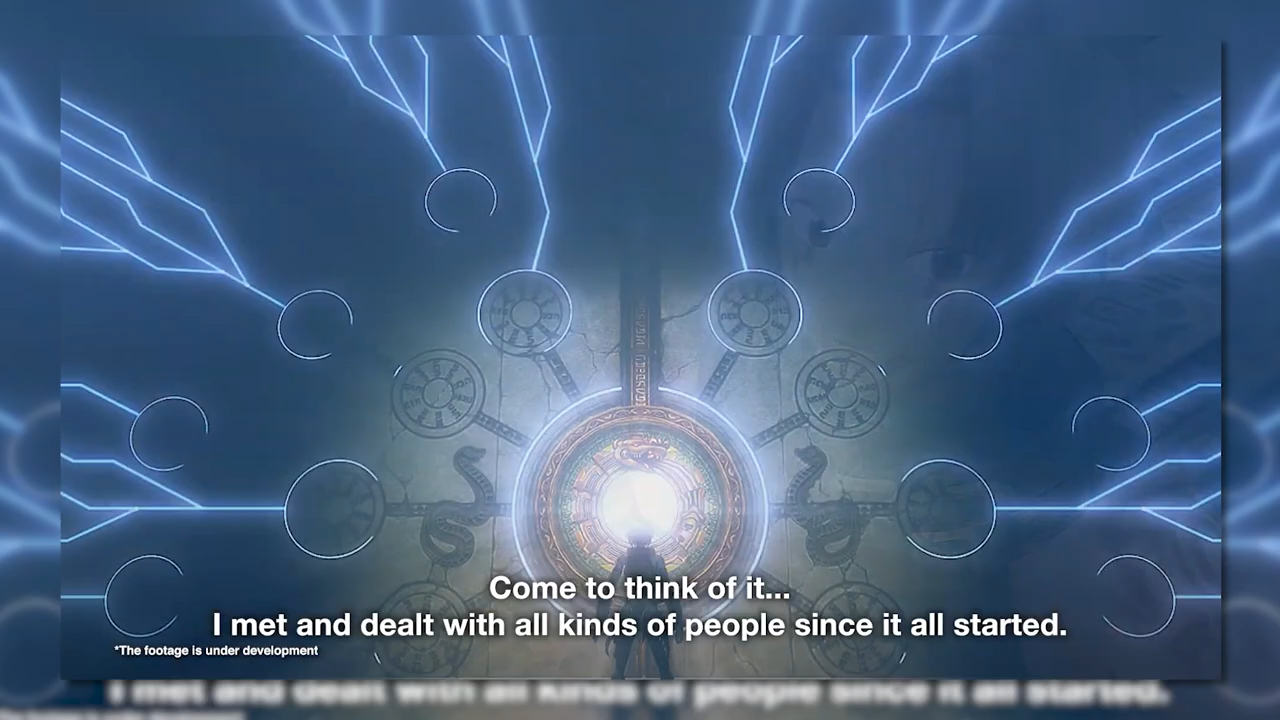 Come to think of it...
I met and dealt with all kinds of people since it all started.
*The footage is under development